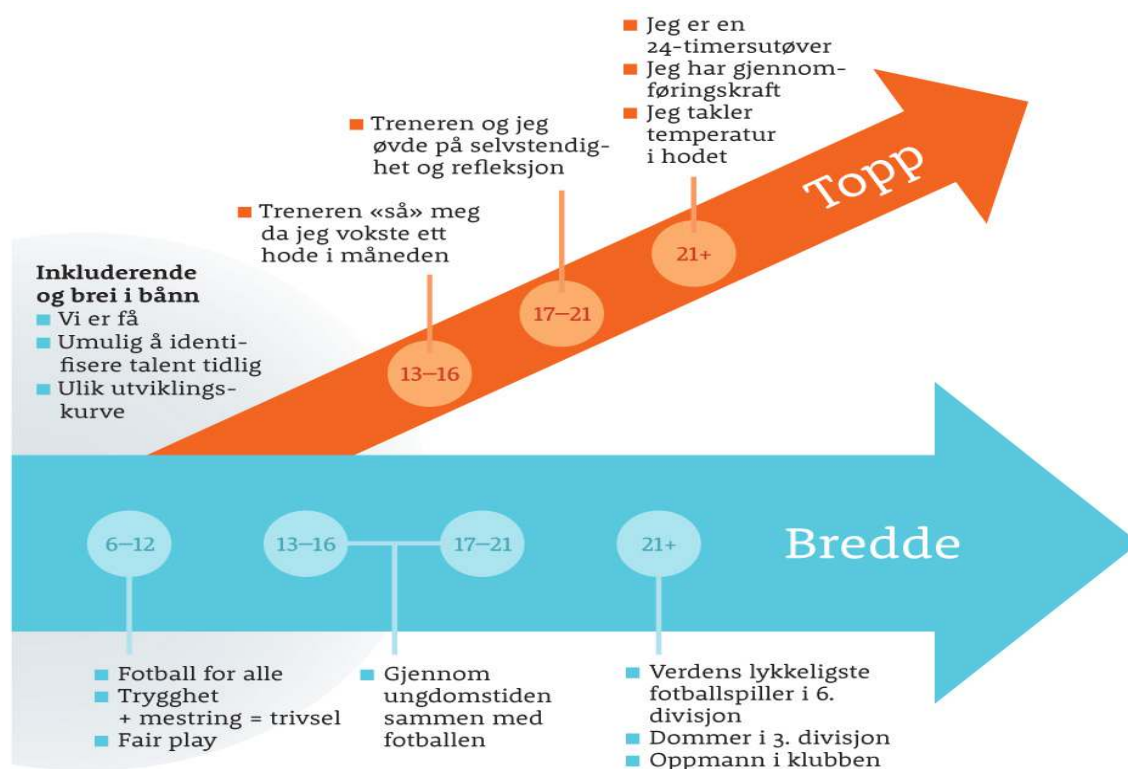 Jeg er en
24-timersutøver
Jeg har gjennom-
føringskraft
Jeg takler
temperatur
i hodet
Treneren og jeg
øvde på selvstendig-
het og refleksjon
Treneren «så» meg
da jeg vokste ett
hode i måneden
Inkluderende
og brei i bånn
Vi er få
Umulig å identi-
fisere talent tidlig
Ulik utviklings-
kurve
Topp
21+
17–21
13–16
6–12
13–16
17–21
21+
Bredde
Fotball for alle
Trygghet
+ mestring = trivsel
Fair play
Gjennom
ungdomstiden
sammen med
fotballen
Verdens lykkeligste
fotballspiller i 6.
divisjon
Dommer i 3. divisjon
Oppmann i klubben